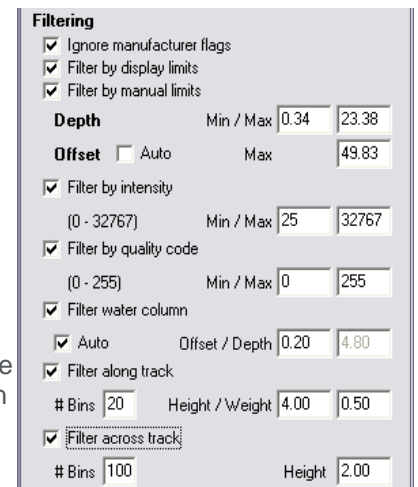 Filtering
Ignore manufacturer flags
Filter by display limits
Filter by manual limits
Depth Min / Max 0.34 23.38
Offset Auto Max 49.83
Filter by intensity
(0 - 32767) Min / Max 25 32767
Filter by quality code
(0 - 255) Min / Max 0 255
Filter water column
Auto Offset / Depth 0.20 4.80
e
Filter along track
n
# Bins 20 Height / Weight 4.00 0.50
Filter across track
# Bins 100 Height 2.00